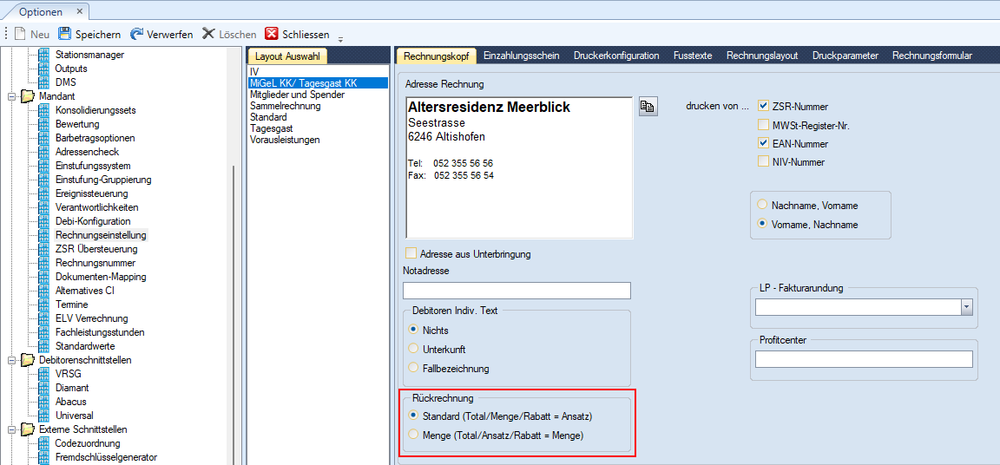 Optionen
Neu Speichern Verwerfen Löschen Schliessen
Stationsmanager
Outputs
DMS
Mandant
Konsolidierungssets
Bewertung
Barbetragsoptionen
Adressencheck
Einstufungssystem
Einstufung-Gruppierung
Ereignissteuerung
Verantwortlichkeiten
Debi-Konfiguration
Rechnungseinstellung
ZSR Übersteuerung
Rechnungsnummer
Dokumenten-Mapping
Alternatives CI
Termine
ELV Verrechnung
Fachleistungsstunden
Standardwerte
Debitorenschnittstellen
VRSG
Diamant
Abacus
Universal
Externe Schnittstellen
Codezuordnung
Fremdschlüsselgenerator
Layout Auswahl
IV
MiGeL KK/ Tagesgast KK
Mitglieder und Spender
Sammelrechnung
Standard
Tagesgast
Vorausleistungen
Rechnungskopf Einzahlungsschein Druckerkonfiguration Fusstexte Rechnungslayout Druckparameter Rechnungsformular
Adresse Rechnung
Altersresidenz Meerblick
Seestrasse
6246 Altishofen
Tel: 052 355 56 56
Fax: 052 355 56 54
Adresse aus Unterbringung
Notadresse
Debitoren Indiv. Text
Nichts
Unterkunft
Fallbezeichnung
Rückrechnung
Standard (Total/Menge/Rabatt = Ansatz)
Menge (Total/Ansatz/Rabatt = Menge)
drucken von ... ZSR-Nummer
MWSt-Register-Nr.
EAN-Nummer
NIV-Nummer
Nachname, Vorname
Vorname, Nachname
LP - Fakturarundung
Profitcenter